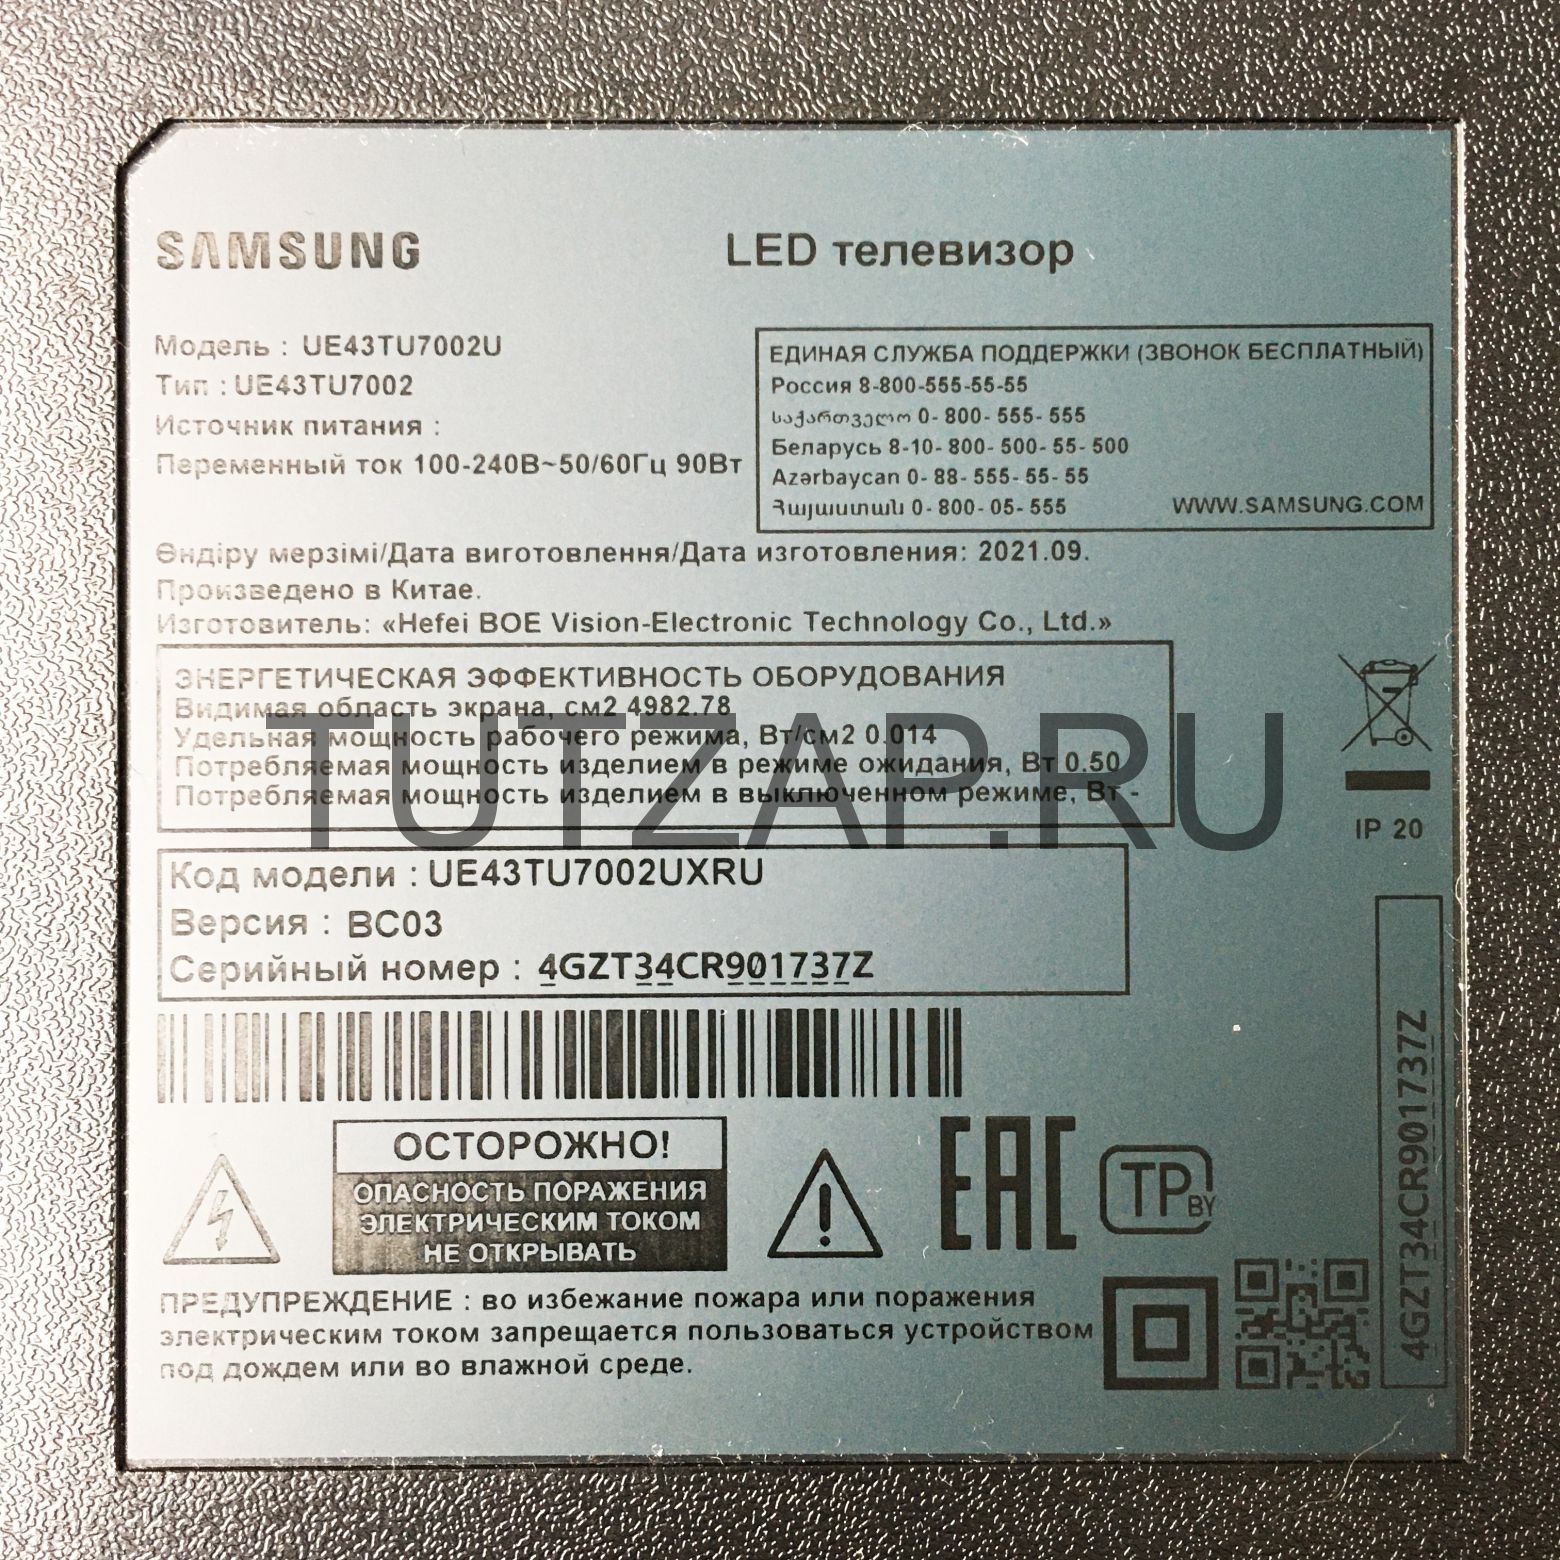 SAMSUNG
LED телевизор
Модель : UE43TU7002U
Тип : UE43TU7002
Источник питания :
Переменный ток 100-240В~50/60Гц 90Вт
ЕДИНАЯ СЛУЖБА ПОДДЕРЖКИ (ЗВОНОК БЕСПЛАТНЫЙ)
Россия 8-800-555-55-55
საქართველო 0- 800- 555- 555
Беларусь 8-10- 800- 500- 55- 500
Azərbaycan 0- 88- 555- 55- 55
Հայաստան 0- 800- 05- 555
WWW.SAMSUNG.COM
Өндіру мерзімі/Дата виготовлення/Дата изготовления: 2021.09.
Произведено в Китае.
Изготовитель: «Hefei BOE Vision-Electronic Technology Co., Ltd.»
ЭНЕРГЕТИЧЕСКАЯ ЭФФЕКТИВНОСТЬ ОБОРУДОВАНИЯ
Видимая область экрана, см2 4982.78
Удельная мощность рабочего режима, Вт/см2 0.014
Потребляемая мощность изделием в режиме ожидания, Вт 0.50
Потребляемая мощность изделием в выключенном режиме, Вт -
TUTZAP.RU
IP 20
Код модели : UE43TU7002UXRU
Версия : BC03
Серийный номер : 4GZT34CR901737Z
4GZT34CR901737Z
ОСТОРОЖНО!
ОПАСНОСТЬ ПОРАЖЕНИЯ
ЭЛЕКТРИЧЕСКИМ ТОКОМ
НЕ ОТКРЫВАТЬ
EAC
TP BY
ПРЕДУПРЕЖДЕНИЕ : во избежание пожара или поражения
электрическим током запрещается пользоваться устройством
под дождем или во влажной среде.